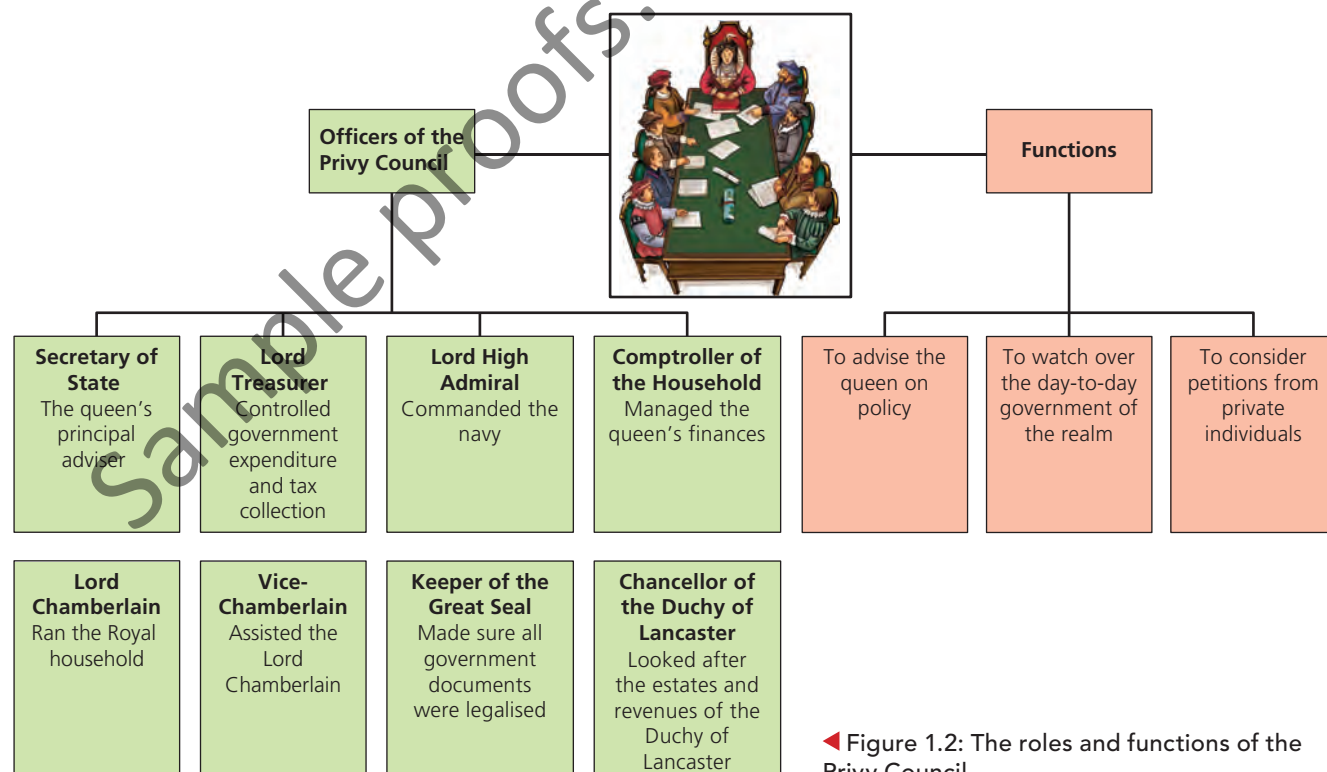 Sample proofs.
Officers of the
Privy Council
Functions
Secretary of
State
The queen's
principal
adviser
Lord
Treasurer
Controlled
government
expenditure
and tax
collection
Lord High
Admiral
Commanded the
navy
Comptroller of
the Household
Managed the
queen's finances
To advise the
queen on
policy
To watch over
the day-to-day
government of
the realm
To consider
petitions from
private
individuals
Lord
Chamberlain
Ran the Royal
household
Vice-
Chamberlain
Assisted the
Lord
Chamberlain
Keeper of the
Great Seal
Made sure all
government
documents
were legalised
Chancellor of
the Duchy of
Lancaster
Looked after
the estates and
revenues of the
Duchy of
Lancaster
Figure 1.2: The roles and functions of the
Privy Council